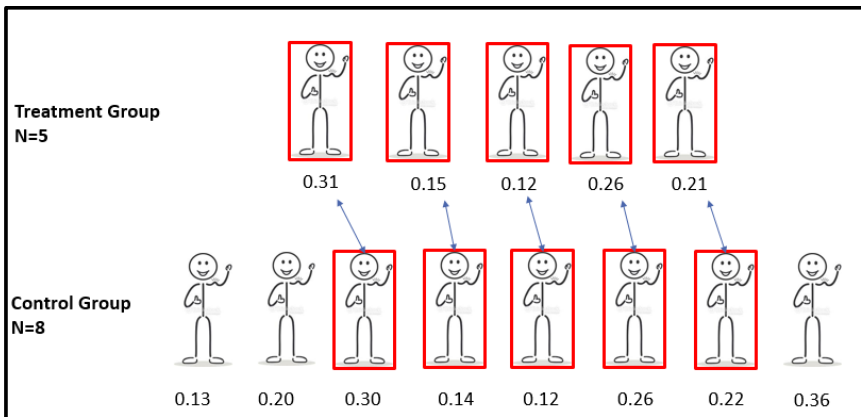 Treatment Group
N=5
0.31 0.15 0.12 0.26 0.21
Control Group
N=8
0.13 0.20 0.30 0.14 0.12 0.26 0.22 0.36